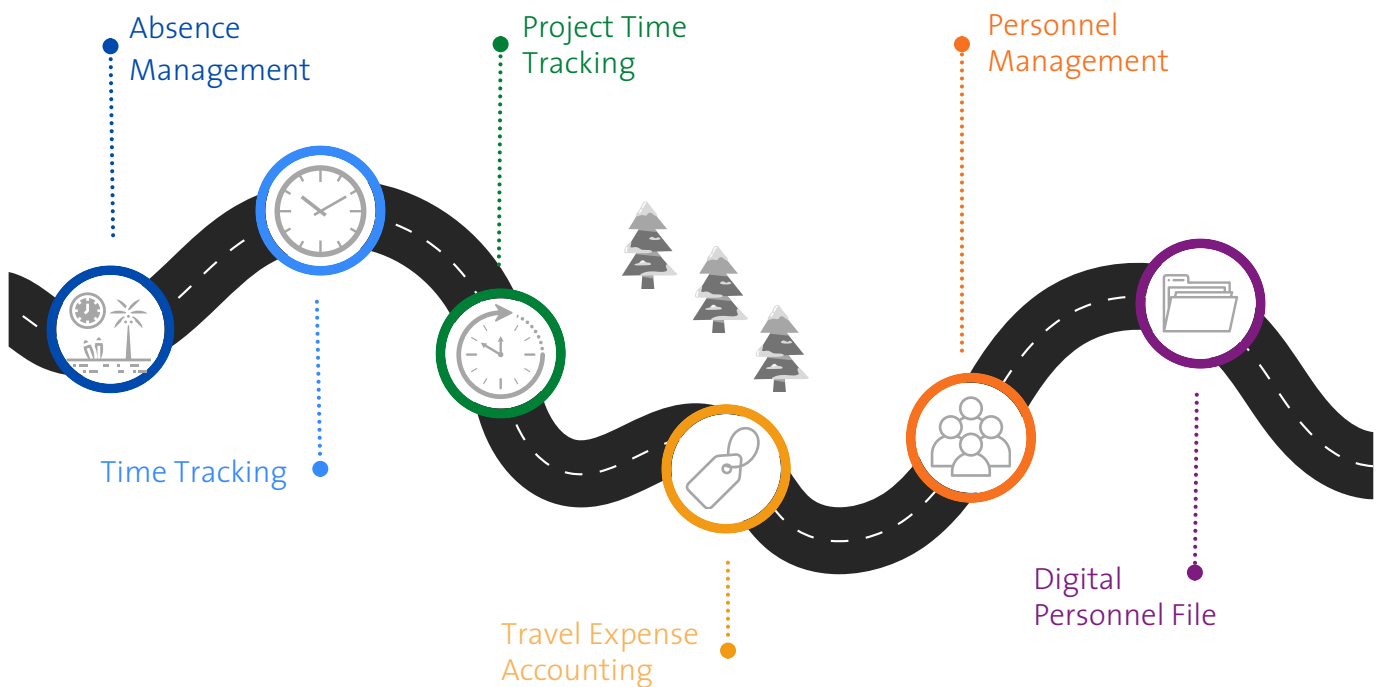 Absence
Management
Project Time
Tracking
Personnel
Management
Time Tracking
Digital
Personnel File
Travel Expense
Accounting